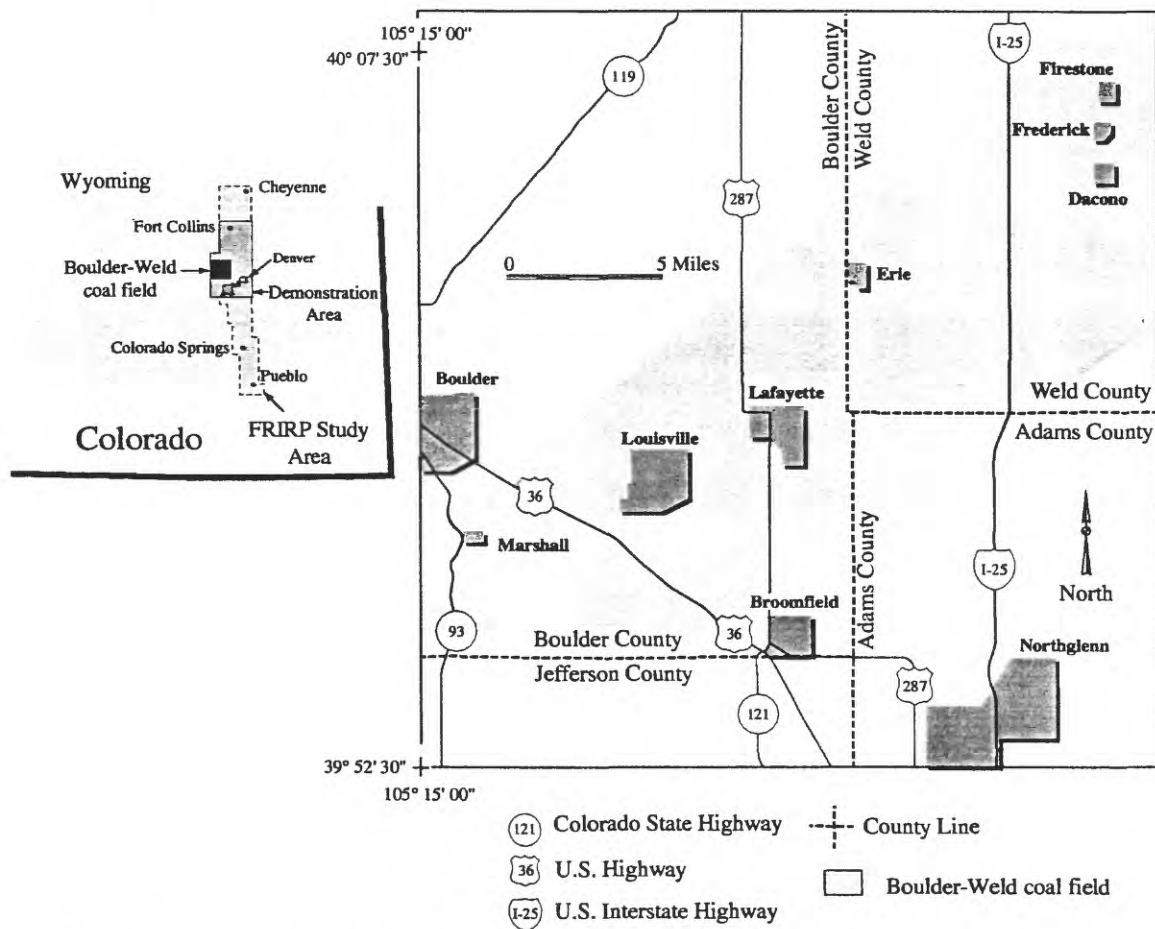 105° 15' 00"
40° 07' 30"
119
Boulder County
Weld County
I-25
Firestone
Frederick
Dacono
287
0 5 Miles
Erie
Wyoming
Cheyenne
Fort Collins
Boulder-Weld
coal field
Denver
Demonstration
Area
Colorado Springs
Pueblo
FRIRP Study
Area
Colorado
Boulder
Lafayette
Louisville
Weld County
Adams County
36
Marshall
Adams County
I-25
North
Broomfield
93
Boulder County
36
Jefferson County
Northglenn
287
121
39° 52' 30"
105° 15' 00"
121 Colorado State Highway
County Line
36 U.S. Highway
Boulder-Weld coal field
I-25 U.S. Interstate Highway